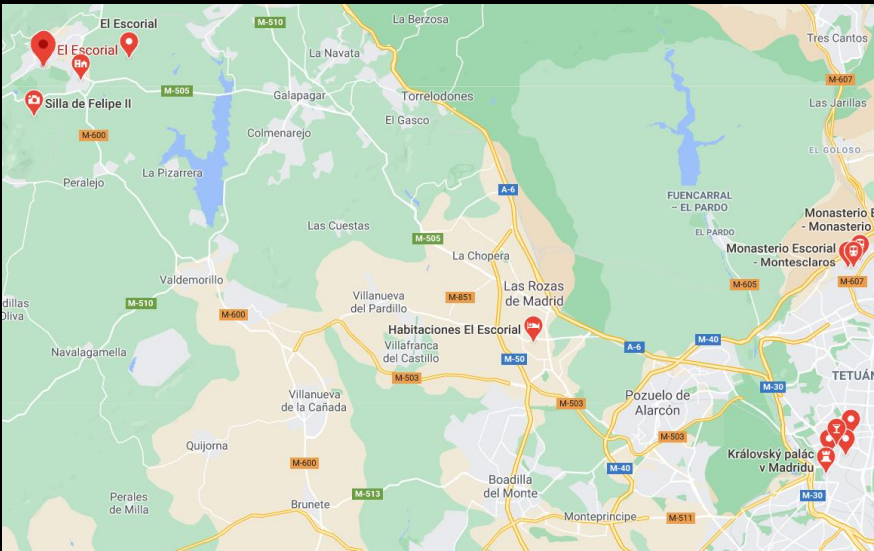 El Escorial
M-510
La Berzosa
El Escorial
La Navata
Tres Cantos
M-505
Galapagar
Torrelodones
M-607
Silla de Felipe II
Las Jarillas
El Gasco
Colmenarejo
M-600
EL GOLOSO
La Pizarrera
Peralejo
A-6
FUENCARRAL
- EL PARDO
Monasterio E
- Monasterio
Las Cuestas
M-505
EL PARDO
Monasterio Escorial
- Montesclaros
La Chopera
Valdemorillo
Las Rozas
de Madrid
M-605
M-607
dillas
Oliva
M-510
M-600
Villanueva
del Pardillo
M-851
Habitaciones El Escorial
Villafranca
del Castillo
M-40
A-6
Navalagamella
M-50
M-503
TETUÁN
M-30
Villanueva
de la Cañada
M-503
Pozuelo de
Alarcón
M-503
Quijorna
Královský palác
v Madridu
M-600
M-40
Perales
de Milla
M-513
Boadilla
del Monte
M-30
Brunete
Monteprincipe
M-511